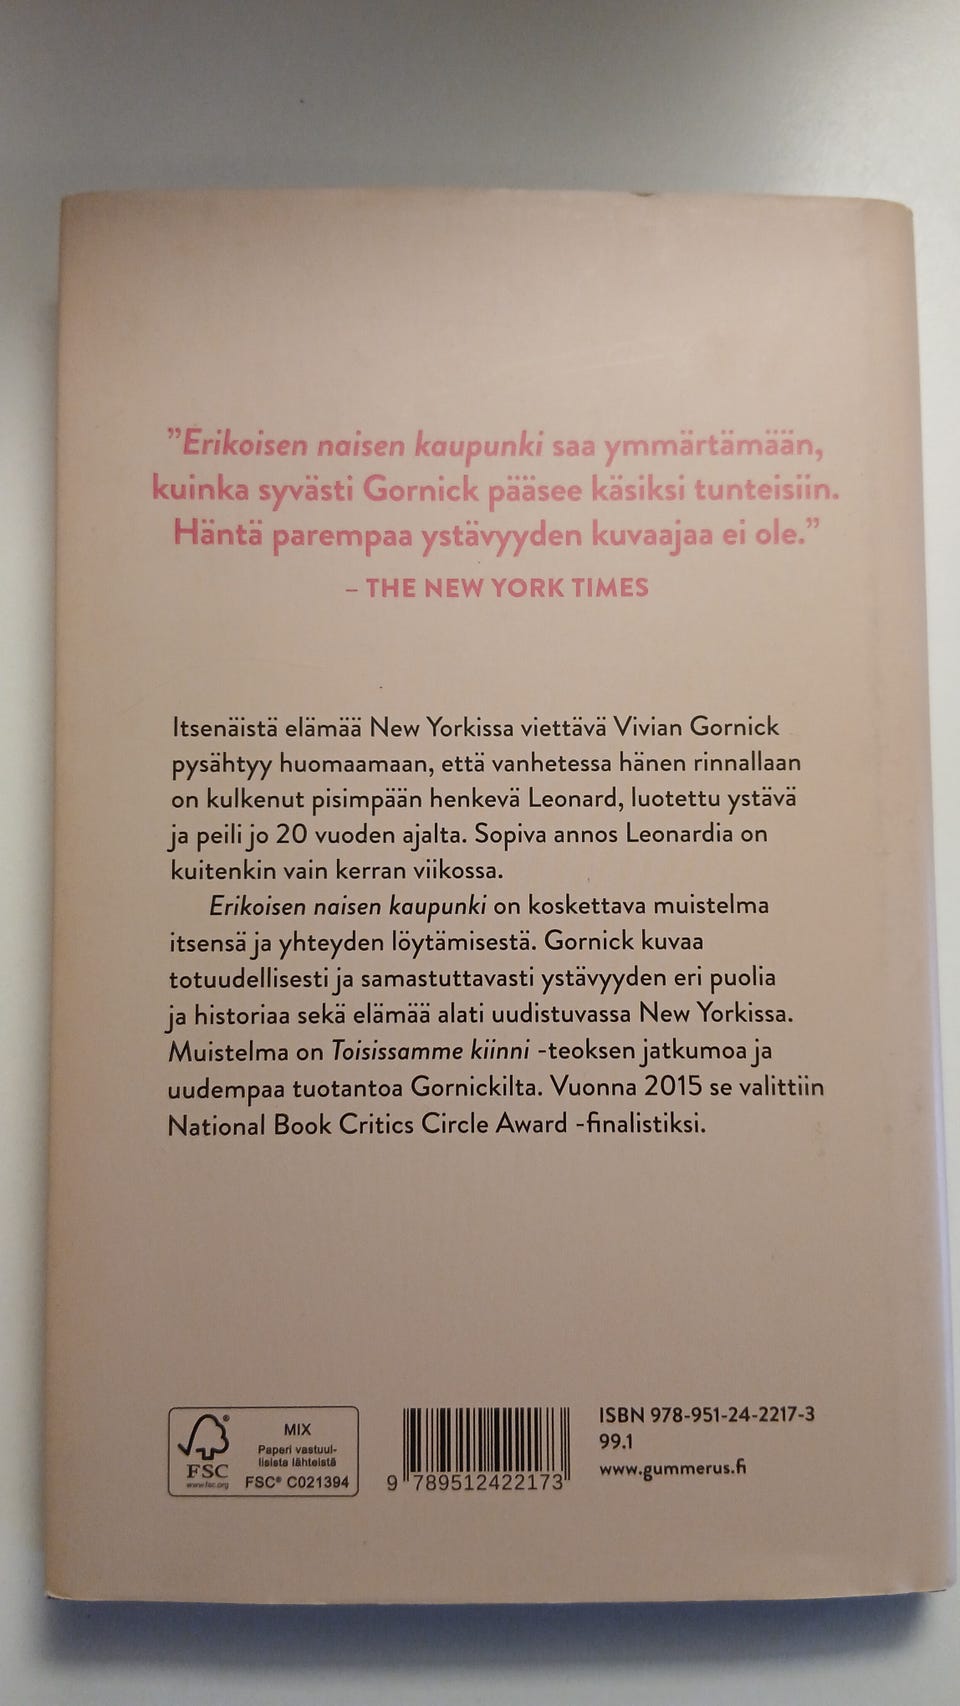 ”Erikoisen naisen kaupunki saa ymmärtämään,
kuinka syvästi Gornick pääsee käsiksi tunteisiin.
Häntä parempaa ystävyyden kuvaajaa ei ole.”
– THE NEW YORK TIMES
Itsenäistä elämää New Yorkissa viettävä Vivian Gornick
pysähtyy huomaamaan, että vanhetessa hänen rinnallaan
on kulkenut pisimpään henkevä Leonard, luotettu ystävä
ja peili jo 20 vuoden ajalta. Sopiva annos Leonardia on
kuitenkin vain kerran viikossa.
Erikoisen naisen kaupunki on koskettava muistelma
itsensä ja yhteyden löytämisestä. Gornick kuvaa
totuudellisesti ja samastuttavasti ystävyyden eri puolia
ja historiaa sekä elämää alati uudistuvassa New Yorkissa.
Muistelma on Toisissamme kiinni -teoksen jatkumoa ja
uudempaa tuotantoa Gornickilta. Vuonna 2015 se valittiin
National Book Critics Circle Award -finalistiksi.
®
FSC
www.fsc.org
MIX
Paperi vastuul-
lisista lähteistä
FSC® C021394
9 789512422173
ISBN 978-951-24-2217-3
99.1
www.gummerus.fi